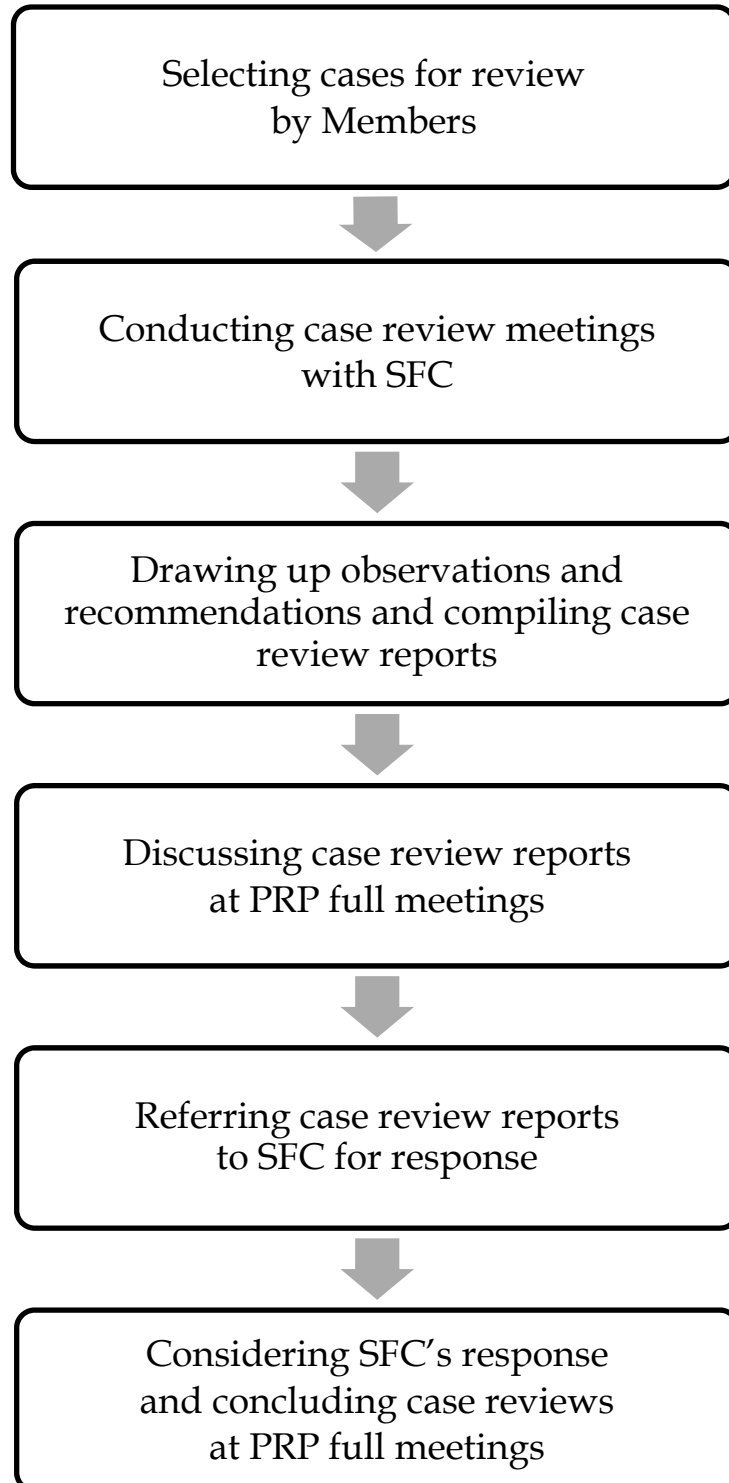 Selecting cases for review
by Members
Conducting case review meetings
with SFC
Drawing up observations and
recommendations and compiling case
review reports
Discussing case review reports
at PRP full meetings
Referring case review reports
to SFC for response
Considering SFC’s response
and concluding case reviews
at PRP full meetings